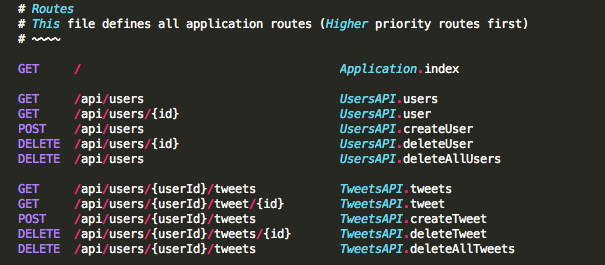 # Routes
# This file defines all application routes (Higher priority routes first)
# ~~~~
GET / Application.index
GET /api/users UsersAPI.users
GET /api/users/{id} UsersAPI.user
POST /api/users UsersAPI.createUser
DELETE /api/users/{id} UsersAPI.deleteUser
DELETE /api/users UsersAPI.deleteAllUsers
GET /api/users/{userId}/tweets TweetsAPI.tweets
GET /api/users/{userId}/tweet/{id} TweetsAPI.tweet
POST /api/users/{userId}/tweets TweetsAPI.createTweet
DELETE /api/users/{userId}/tweets/{id} TweetsAPI.deleteTweet
DELETE /api/users/{userId}/tweets TweetsAPI.deleteAllTweets